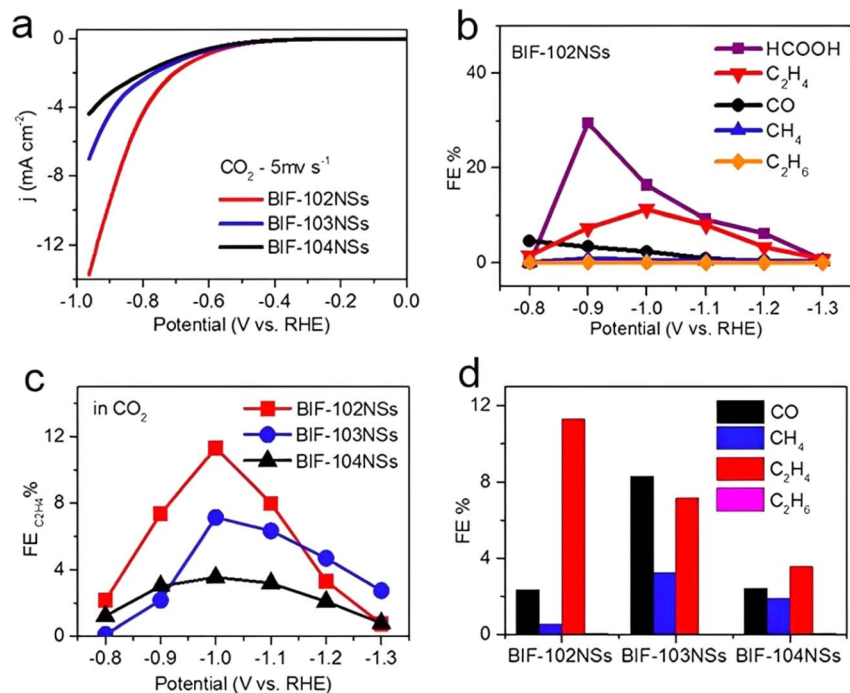 a
j (mA cm⁻²)
0
-4
-8
-12
CO₂ - 5mv s⁻¹
BIF-102NSs
BIF-103NSs
BIF-104NSs
-1.0 -0.8 -0.6 -0.4 -0.2 0.0
Potential (V vs. RHE)
b
BIF-102NSs
FE %
40
20
0
HCOOH
C₂H₄
CO
CH₄
C₂H₆
-0.8 -0.9 -1.0 -1.1 -1.2 -1.3
Potential (V vs. RHE)
c
in CO₂
FE C2H4%
12
8
4
0
BIF-102NSs
BIF-103NSs
BIF-104NSs
-0.8 -0.9 -1.0 -1.1 -1.2 -1.3
Potential (V vs. RHE)
d
FE %
12
8
4
0
CO
CH₄
C₂H₄
C₂H₆
BIF-102NSs BIF-103NSs BIF-104NSs